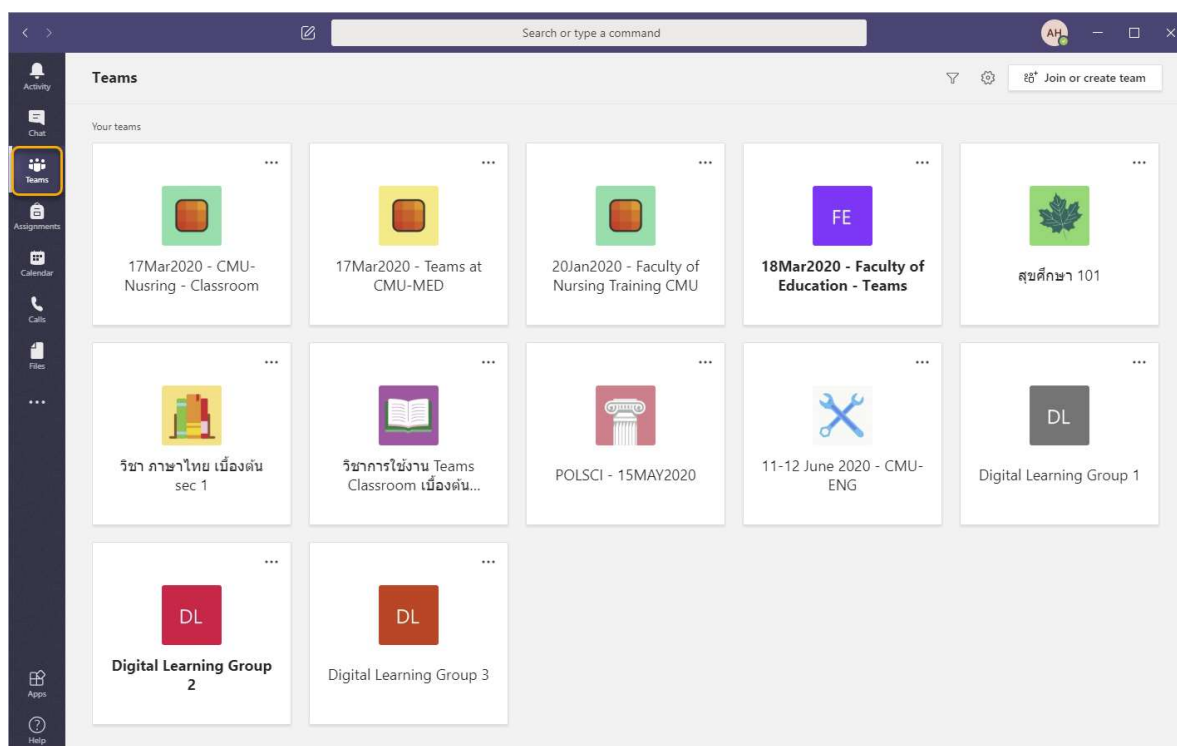 Search or type a command
AH
Activity
Chat
Teams
Assignments
Calendar
Calls
Files
Apps
Help
Teams
Join or create team
Your teams
17Mar2020 - CMU-
Nusring - Classroom
17Mar2020 - Teams at
CMU-MED
20Jan2020 - Faculty of
Nursing Training CMU
FE
18Mar2020 - Faculty of
Education - Teams
สุขศึกษา 101
วิชา ภาษาไทย เบื้องต้น
sec 1
วิชาการใช้งาน Teams
Classroom เบื้องต้น...
POLSCI - 15MAY2020
11-12 June 2020 - CMU-
ENG
DL
Digital Learning Group 1
DL
Digital Learning Group
2
DL
Digital Learning Group 3